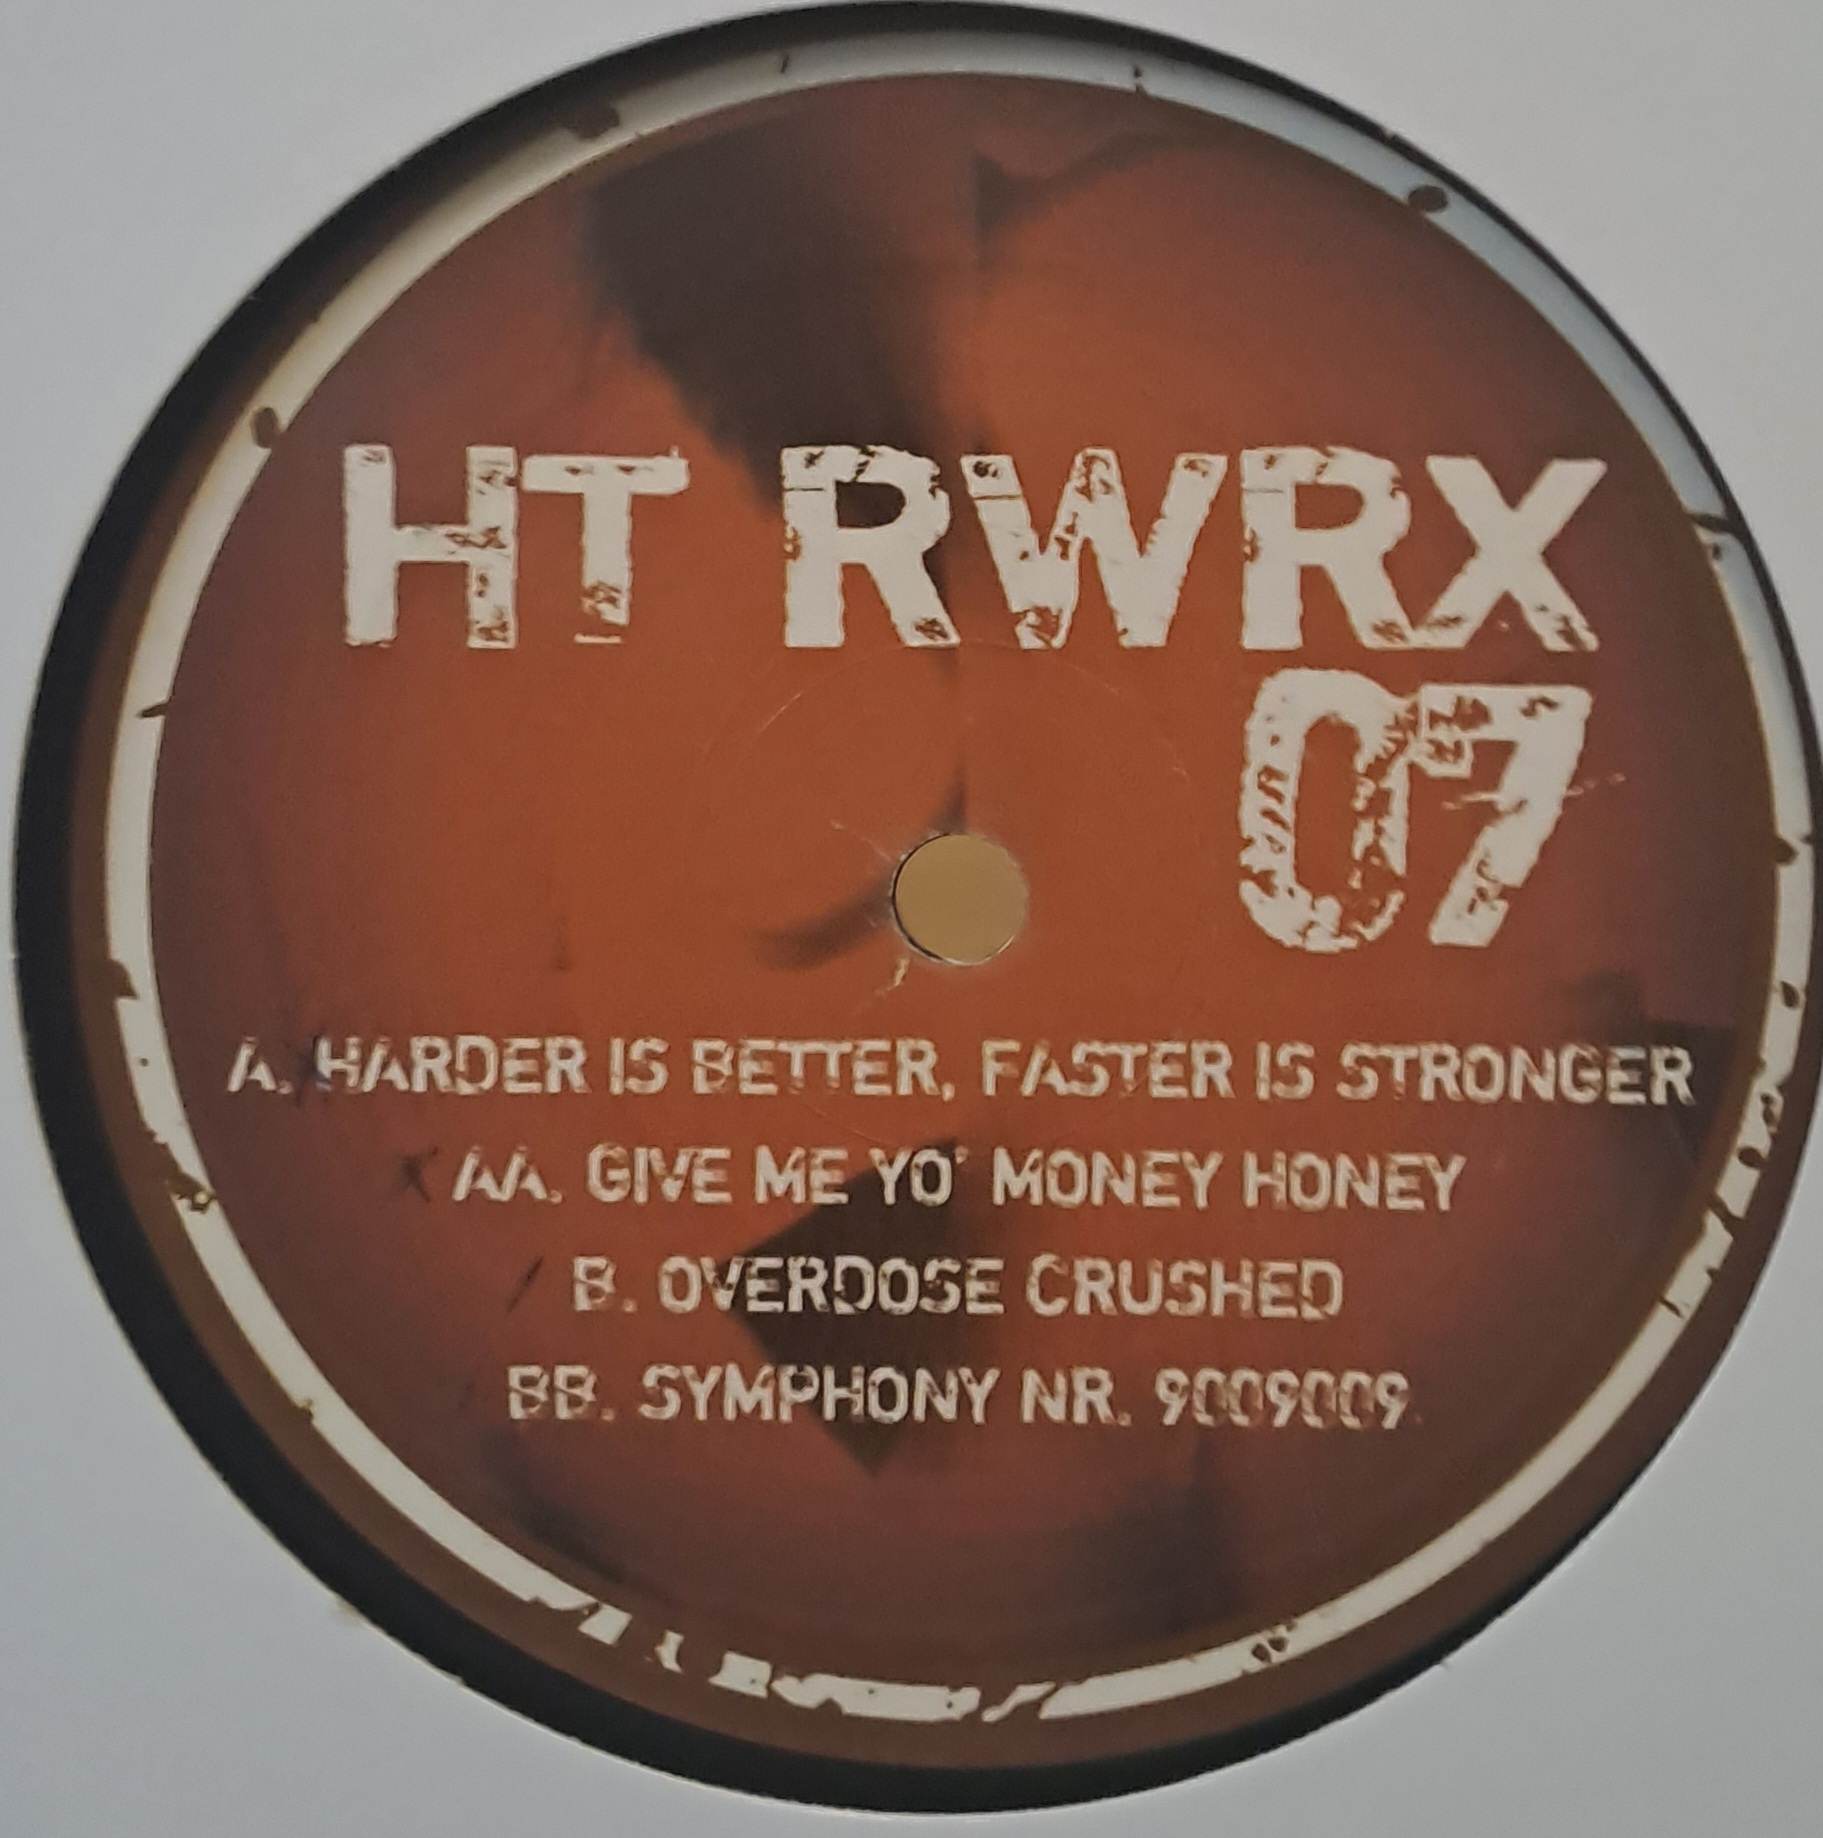 HT RWRX
07
A. HARDER IS BETTER, FASTER IS STRONGER
AA. GIVE ME YO' MONEY HONEY
B. OVERDOSE CRUSHED
BB. SYMPHONY NR. 9009009